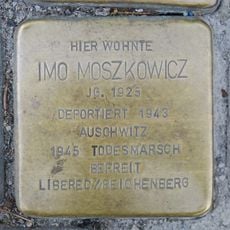 HIER WOHNTE
IMO MOSZKOWICZ
JG. 1925
DEPORTIERT 1943
AUSCHWITZ
1945 TODESMARSCH
BEFREIT
LIBEREC/REICHENBERG